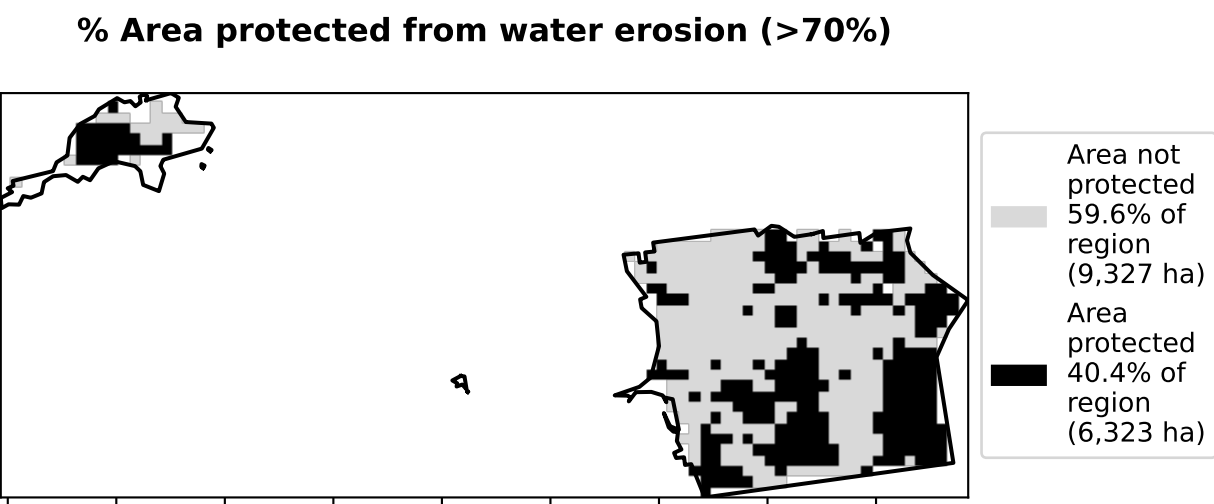 % Area protected from water erosion (>70%)
Area not
protected
59.6% of
region
(9,327 ha)
Area
protected
40.4% of
region
(6,323 ha)